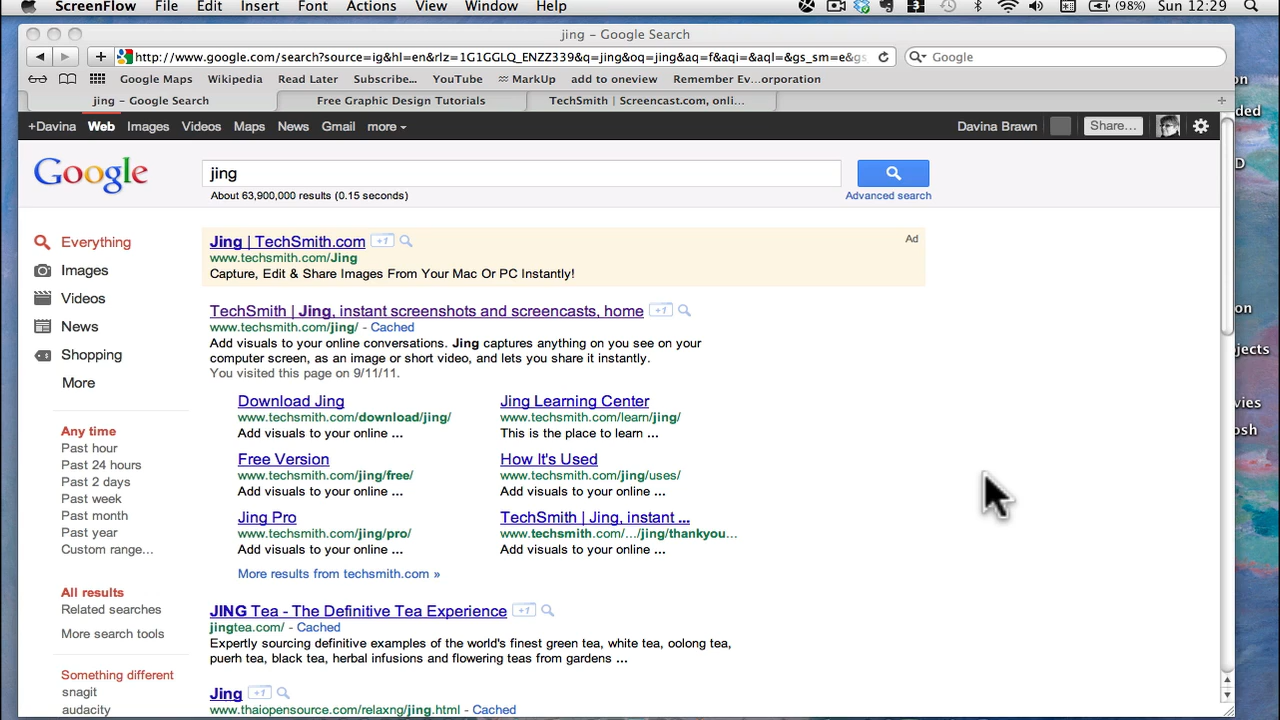 ScreenFlow File Edit Insert Font Actions View Window Help 3 (98%) Sun 12:29
jing – Google Search
http://www.google.com/search?source=ig&hl=en&rlz=1G1GGLQ_ENZZ339&q=jing&oq=jing&aq=f&aqi=&aql=&gs_sm=e&gs Google
Google Maps Wikipedia Read Later Subscribe... YouTube ≈ MarkUp add to oneview Remember Ev...orporation
jing – Google Search Free Graphic Design Tutorials TechSmith | Screencast.com, onli...
+Davina Web Images Videos Maps News Gmail more Davina Brawn Share...
Google jing
About 63,900,000 results (0.15 seconds) Advanced search
Everything
Images
Videos
News
Shopping
More
Any time
Past hour
Past 24 hours
Past 2 days
Past week
Past month
Past year
Custom range...
All results
Related searches
More search tools
Something different
snagit
audacity
Jing | TechSmith.com +1 Ad
www.techsmith.com/Jing
Capture, Edit & Share Images From Your Mac Or PC Instantly!
TechSmith | Jing, instant screenshots and screencasts, home +1
www.techsmith.com/jing/ - Cached
Add visuals to your online conversations. Jing captures anything on you see on your
computer screen, as an image or short video, and lets you share it instantly.
You visited this page on 9/11/11.
Download Jing
www.techsmith.com/download/jing/
Add visuals to your online ...
Jing Learning Center
www.techsmith.com/learn/jing/
This is the place to learn ...
Free Version
www.techsmith.com/jing/free/
Add visuals to your online ...
How It's Used
www.techsmith.com/jing/uses/
Add visuals to your online ...
Jing Pro
www.techsmith.com/jing/pro/
Add visuals to your online ...
TechSmith | Jing, instant ...
www.techsmith.com/.../jing/thankyou...
Add visuals to your online ...
More results from techsmith.com »
JING Tea - The Definitive Tea Experience +1
jingtea.com/ - Cached
Expertly sourcing definitive examples of the world's finest green tea, white tea, oolong tea,
puerh tea, black tea, herbal infusions and flowering teas from gardens ...
Jing +1
www.thaiopensource.com/relaxng/jing.html - Cached